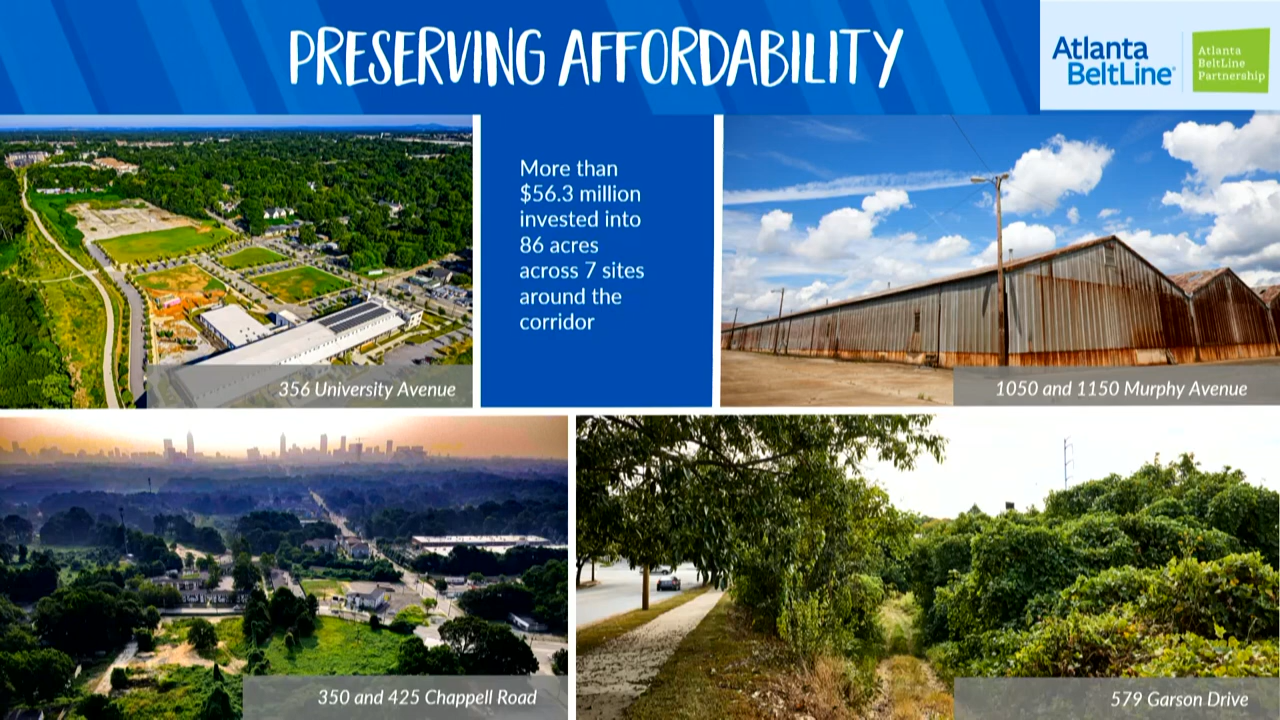 PRESERVING AFFORDABILITY
Atlanta
BeltLine®
Atlanta
BeltLine
Partnership
More than
$56.3 million
invested into
86 acres
across 7 sites
around the
corridor
356 University Avenue
1050 and 1150 Murphy Avenue
350 and 425 Chappell Road
579 Garson Drive